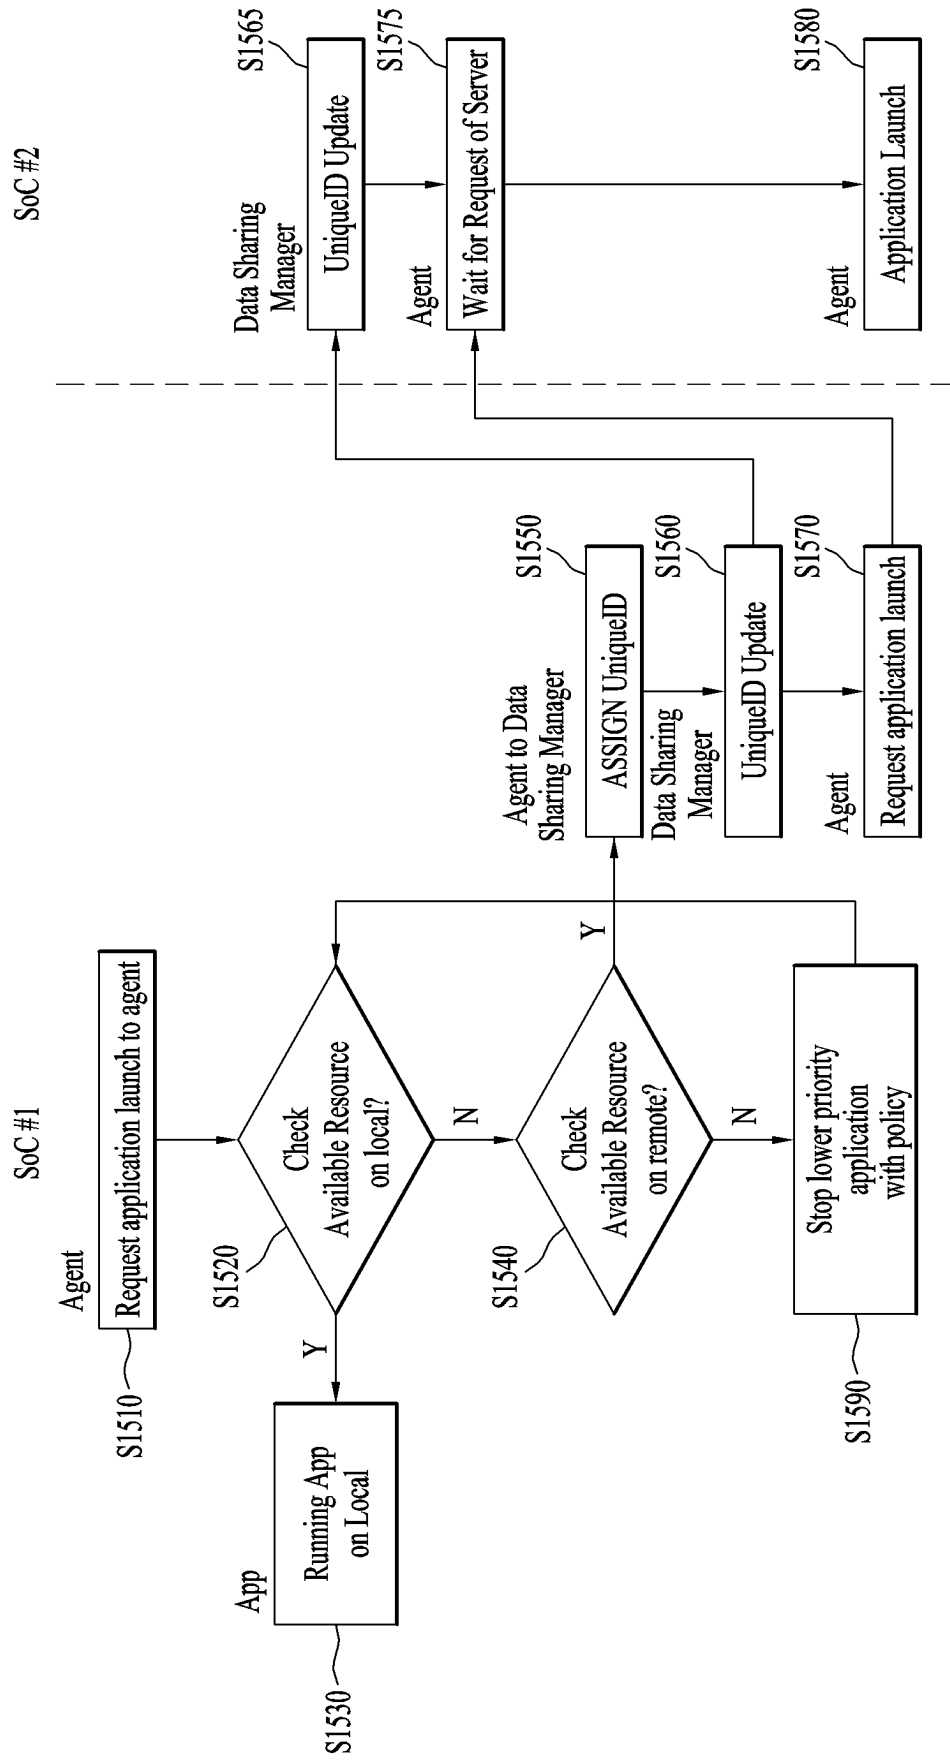 SoC #1
SoC #2
Agent
Request application launch to agent
S1510
Check
Available Resource
on local?
S1520
Y
N
App
Running App
on Local
S1530
Check
Available Resource
on remote?
S1540
Y
N
Stop lower priority
application
with policy
S1590
Agent to Data
Sharing Manager
ASSIGN UniqueID
S1550
Data Sharing
Manager
UniqueID Update
S1560
Agent
Request application launch
S1570
Data Sharing
Manager
UniqueID Update
S1565
Agent
Wait for Request of Server
S1575
Agent
Application Launch
S1580